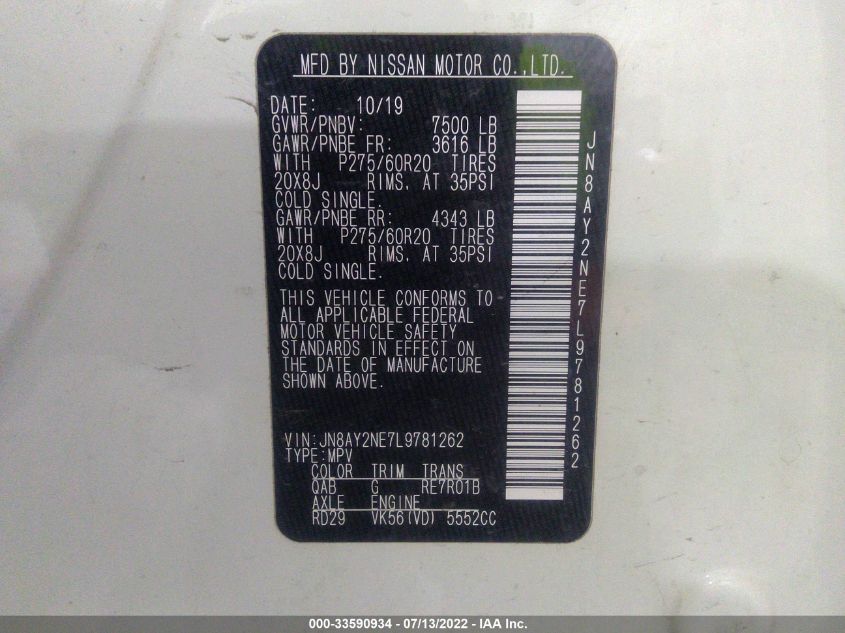 MFD BY NISSAN MOTOR CO.,LTD.
DATE: 10/19
GVWR/PNBV: 7500 LB
GAWR/PNBE FR: 3616 LB
WITH P275/60R20 TIRES
20X8J RIMS. AT 35PSI
COLD SINGLE.
GAWR/PNBE RR: 4343 LB
WITH P275/60R20 TIRES
20X8J RIMS. AT 35PSI
COLD SINGLE.
THIS VEHICLE CONFORMS TO
ALL APPLICABLE FEDERAL
MOTOR VEHICLE SAFETY
STANDARDS IN EFFECT ON
THE DATE OF MANUFACTURE
SHOWN ABOVE.
VIN:JN8AY2NE7L9781262
TYPE:MPV
COLOR TRIM TRANS
QAB G RE7R01B
AXLE ENGINE
RD29 VK56(VD) 5552CC
JN8AY2NE7L9781262
000-33590934 - 07/13/2022 - IAA Inc.